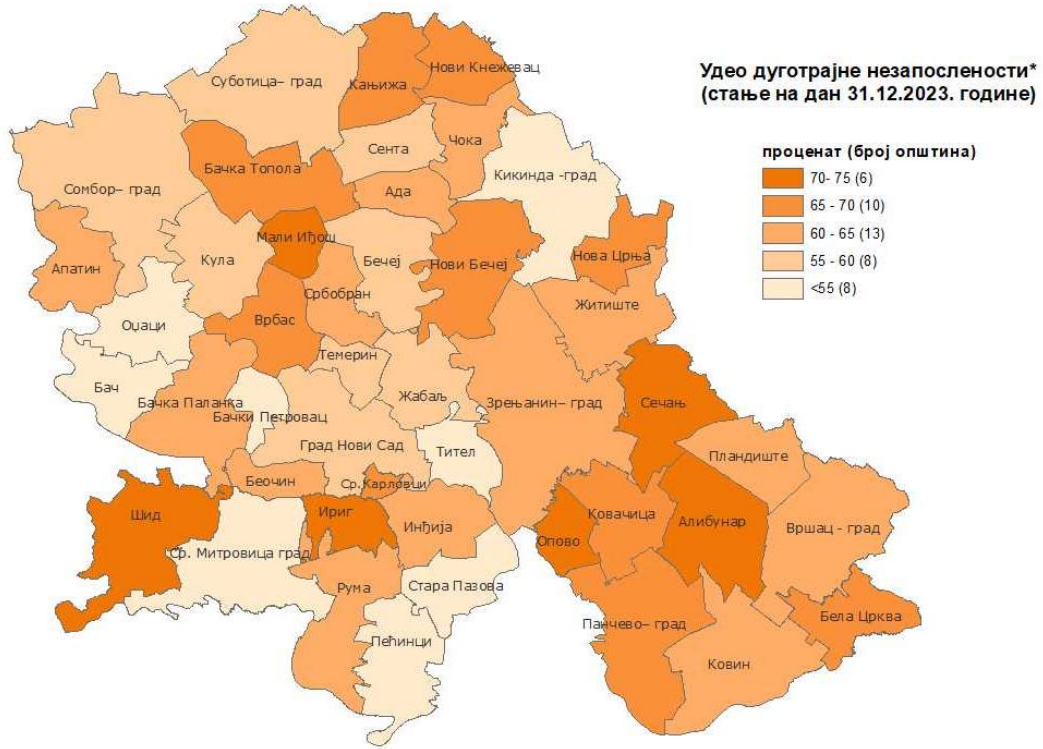 Удео дуготрајне незапослености*
(стање на дан 31.12.2023. године)
проценат (број општина)
70- 75 (6)
65 - 70 (10)
60 - 65 (13)
55 - 60 (8)
<55 (8)
Суботица– град
Кањижа
Нови Кнежевац
Чока
Сента
Кикинда -град
Бачка Топола
Ада
Сомбор– град
Мали Иђош
Кула
Бечеј
Нови Бечеј
Нова Црња
Апатин
Србобран
Житиште
Оџаци
Врбас
Темерин
Бач
Жабаљ
Бачка Паланка
Зрењанин– град
Сечањ
Бачки Петровац
Град Нови Сад
Тител
Пландиште
Беочин
Ср.Карловци
Шид
Ириг
Инђија
Ковачица
Алибунар
Вршац - град
Опово
Ср. Митровица град
Рума
Стара Пазова
Бела Црква
Панчево– град
Пећинци
Ковин